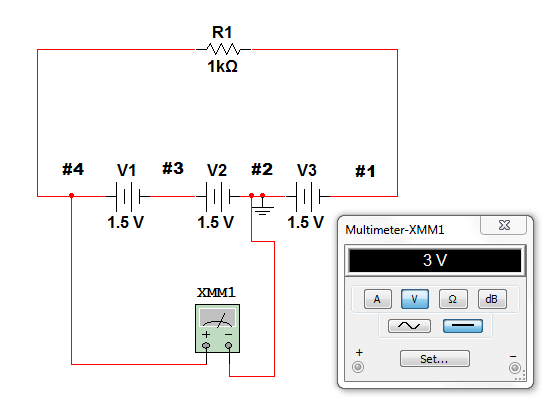 R1
1kΩ
#4 V1 #3 V2 #2 V3 #1
1.5 V 1.5 V 1.5 V
XMM1
+ −
Multimeter-XMM1
3 V
A V Ω dB
+ −
Set...